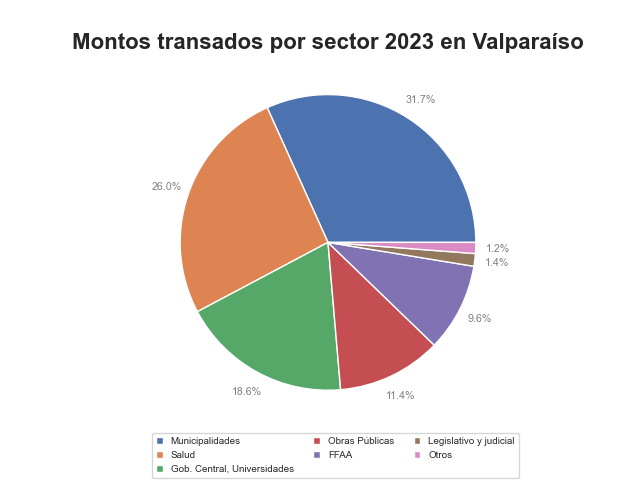 Montos transados por sector 2023 en Valparaíso
31.7%
26.0%
1.2%
1.4%
9.6%
18.6%
11.4%
Municipalidades
Salud
Gob. Central, Universidades
Obras Públicas
FFAA
Legislativo y judicial
Otros